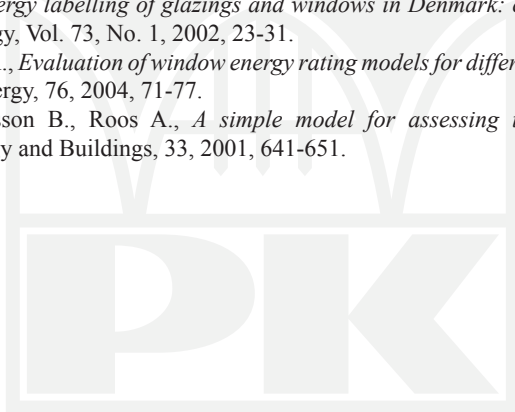 ergy labelling of glazings and windows in Denmark:
gy, Vol. 73, No. 1, 2002, 23-31.
., Evaluation of window energy rating models for diffe
ergy, 76, 2004, 71-77.
sson B., Roos A., A simple model for assessing
y and Buildings, 33, 2001, 641-651.
PK